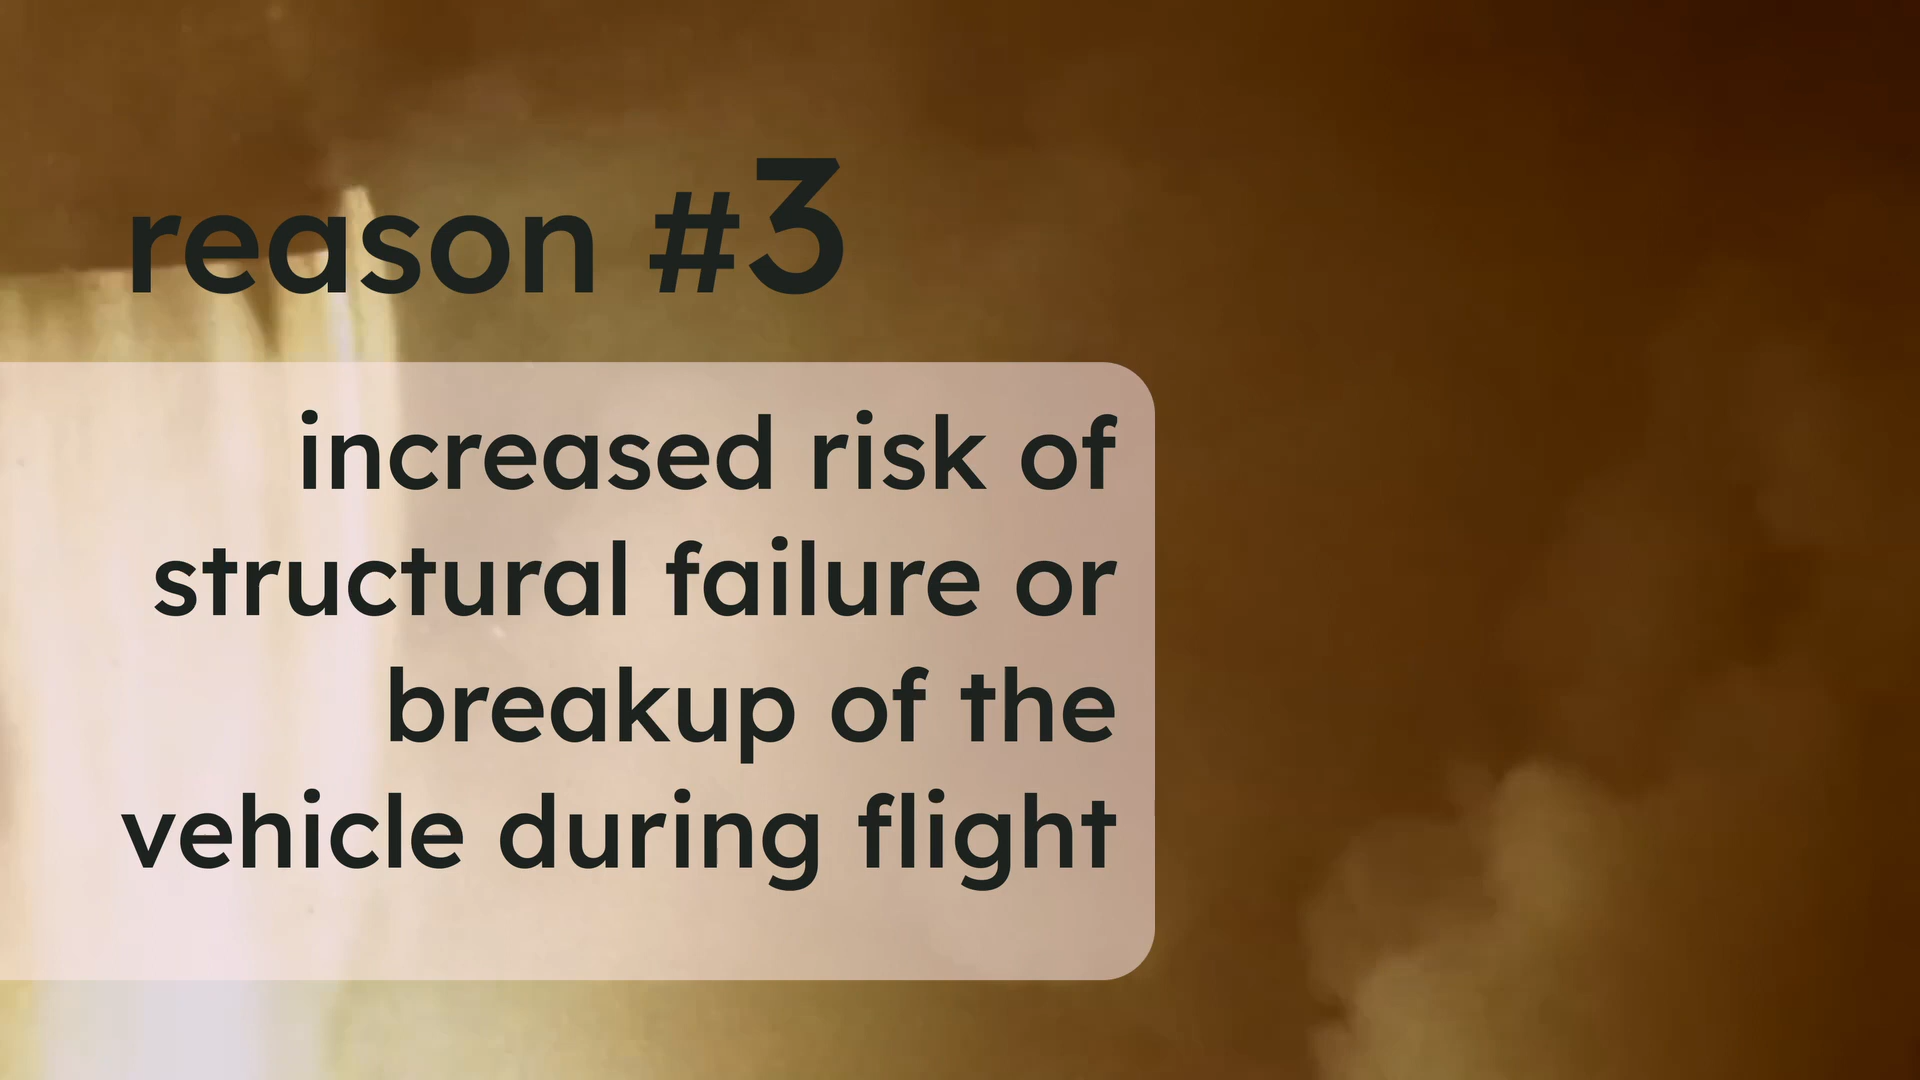 reason #3
increased risk of
structural failure or
breakup of the
vehicle during flight